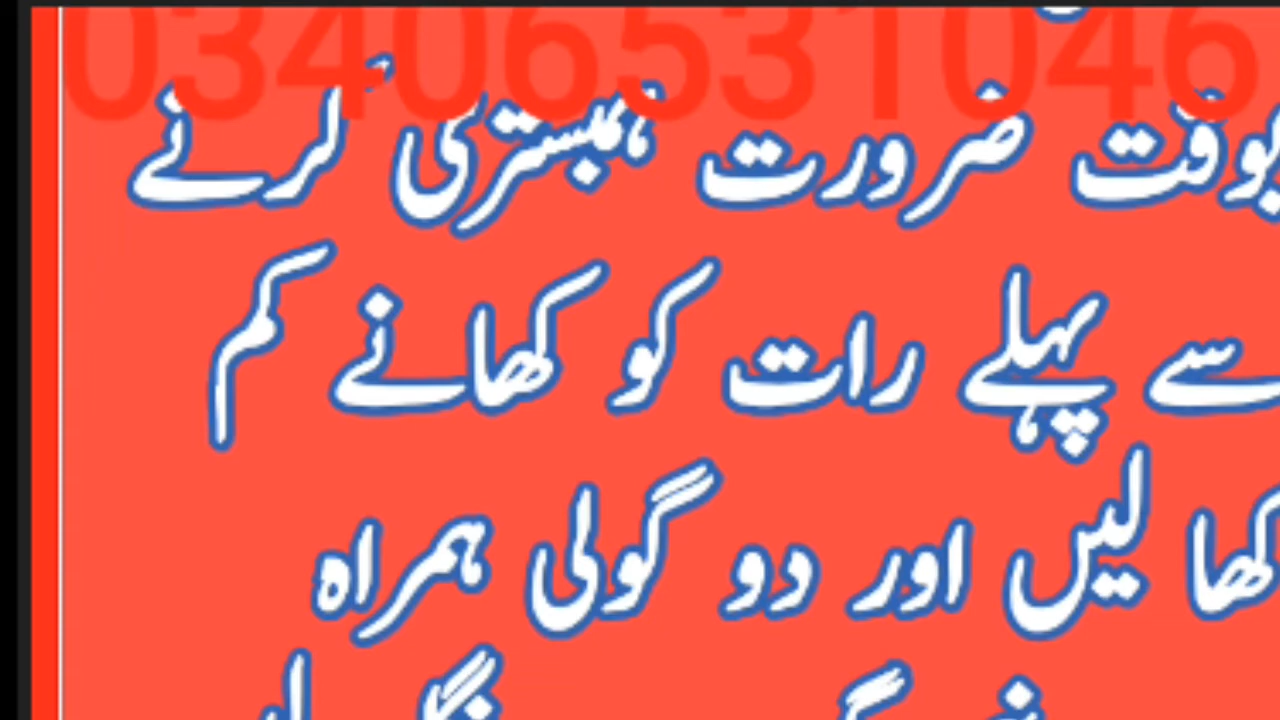 03406531046
بوقت ضرورت ہمبستری کرنے
سے پہلے رات کو کھانے کم
کھا لیں اور دو گولی ہمراہ